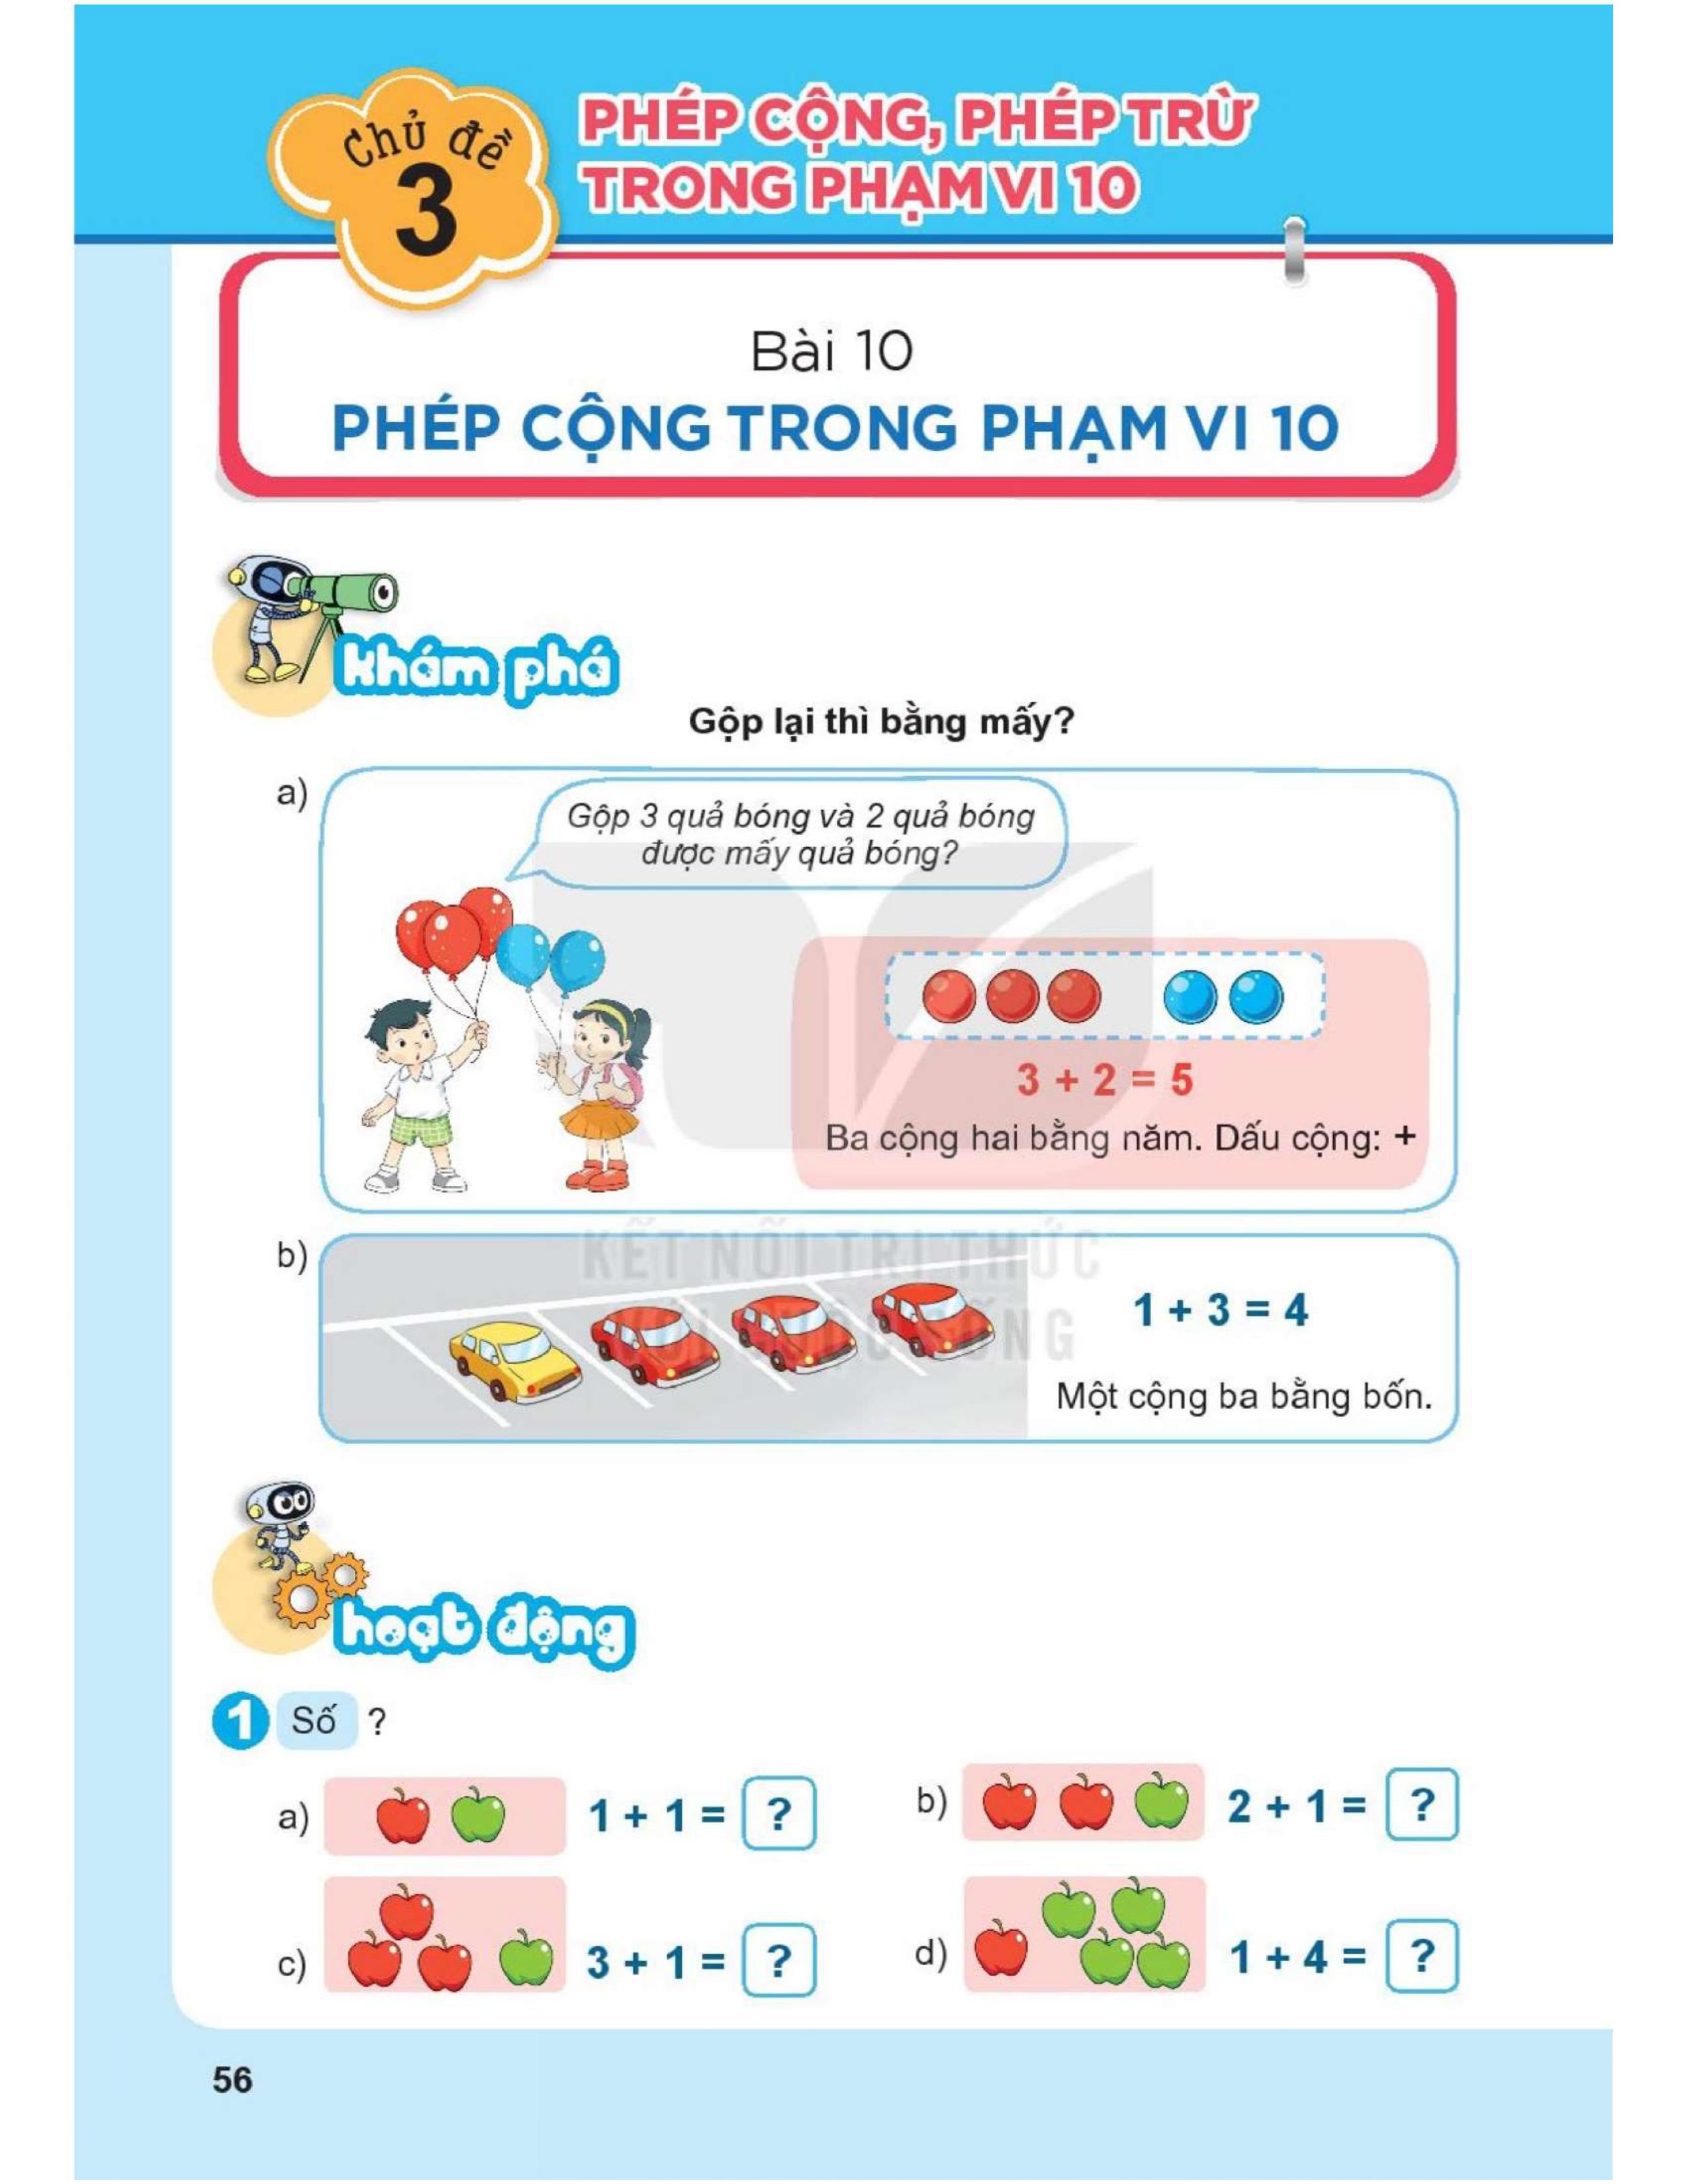 Chủ đề
3
PHÉP CỘNG, PHÉP TRỪ
TRONG PHẠM VI 10
Bài 10
PHÉP CỘNG TRONG PHẠM VI 10
khám phá
Gộp lại thì bằng mấy?
a)
Gộp 3 quả bóng và 2 quả bóng
được mấy quả bóng?
3 + 2 = 5
Ba cộng hai bằng năm. Dấu cộng: +
KẾT NỐI TRI THỨC
VỚI CUỘC SỐNG
b)
1 + 3 = 4
Một cộng ba bằng bốn.
hoạt động
1 Số ?
a) 1 + 1 = ?
b) 2 + 1 = ?
c) 3 + 1 = ?
d) 1 + 4 = ?
56